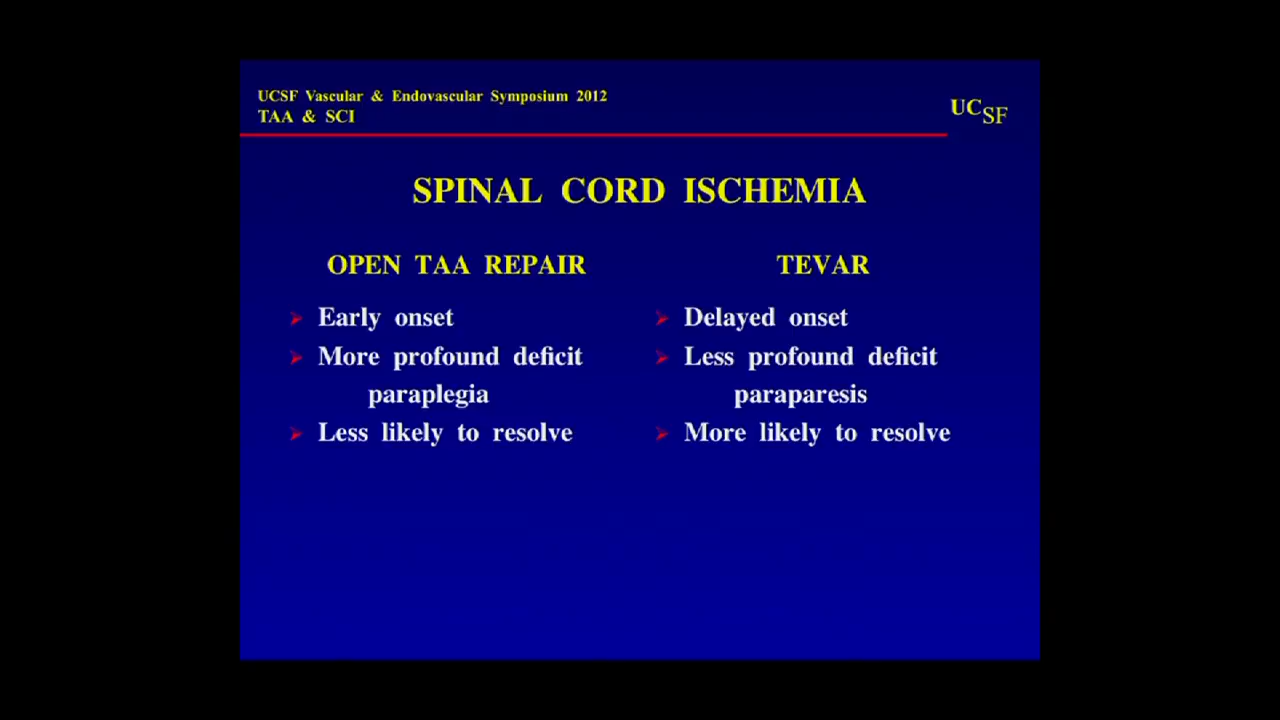 UCSF Vascular & Endovascular Symposium 2012
TAA & SCI
UCSF
SPINAL CORD ISCHEMIA
OPEN TAA REPAIR
Early onset
More profound deficit
paraplegia
Less likely to resolve
TEVAR
Delayed onset
Less profound deficit
paraparesis
More likely to resolve